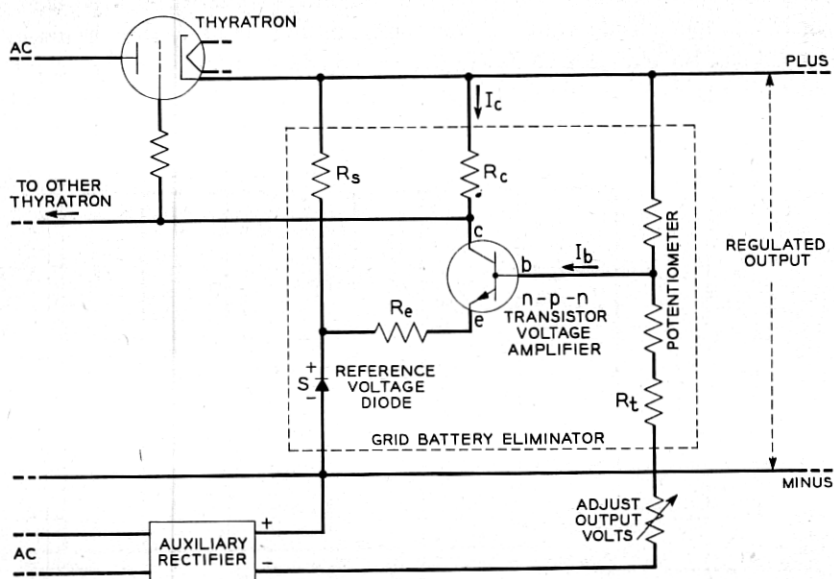 THYRATRON
AC
PLUS
Ic
Rs
Rc
TO OTHER
THYRATRON
c
b
Ib
REGULATED
OUTPUT
POTENTIOMETER
n-p-n
TRANSISTOR
VOLTAGE
AMPLIFIER
Re
e
+
S
-
REFERENCE
VOLTAGE
DIODE
Rt
GRID BATTERY ELIMINATOR
MINUS
ADJUST
OUTPUT
VOLTS
AC
AUXILIARY
RECTIFIER
+
-